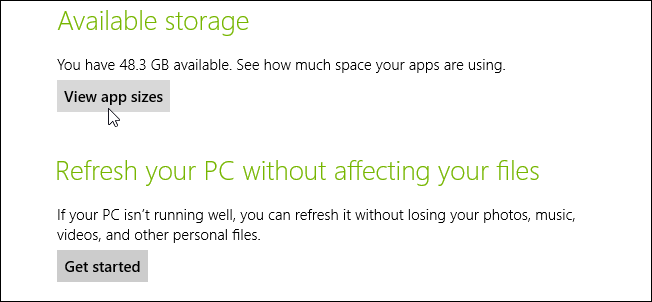 Available storage
You have 48.3 GB available. See how much space your apps are using.
View app sizes
Refresh your PC without affecting your files
If your PC isn’t running well, you can refresh it without losing your photos, music,
videos, and other personal files.
Get started